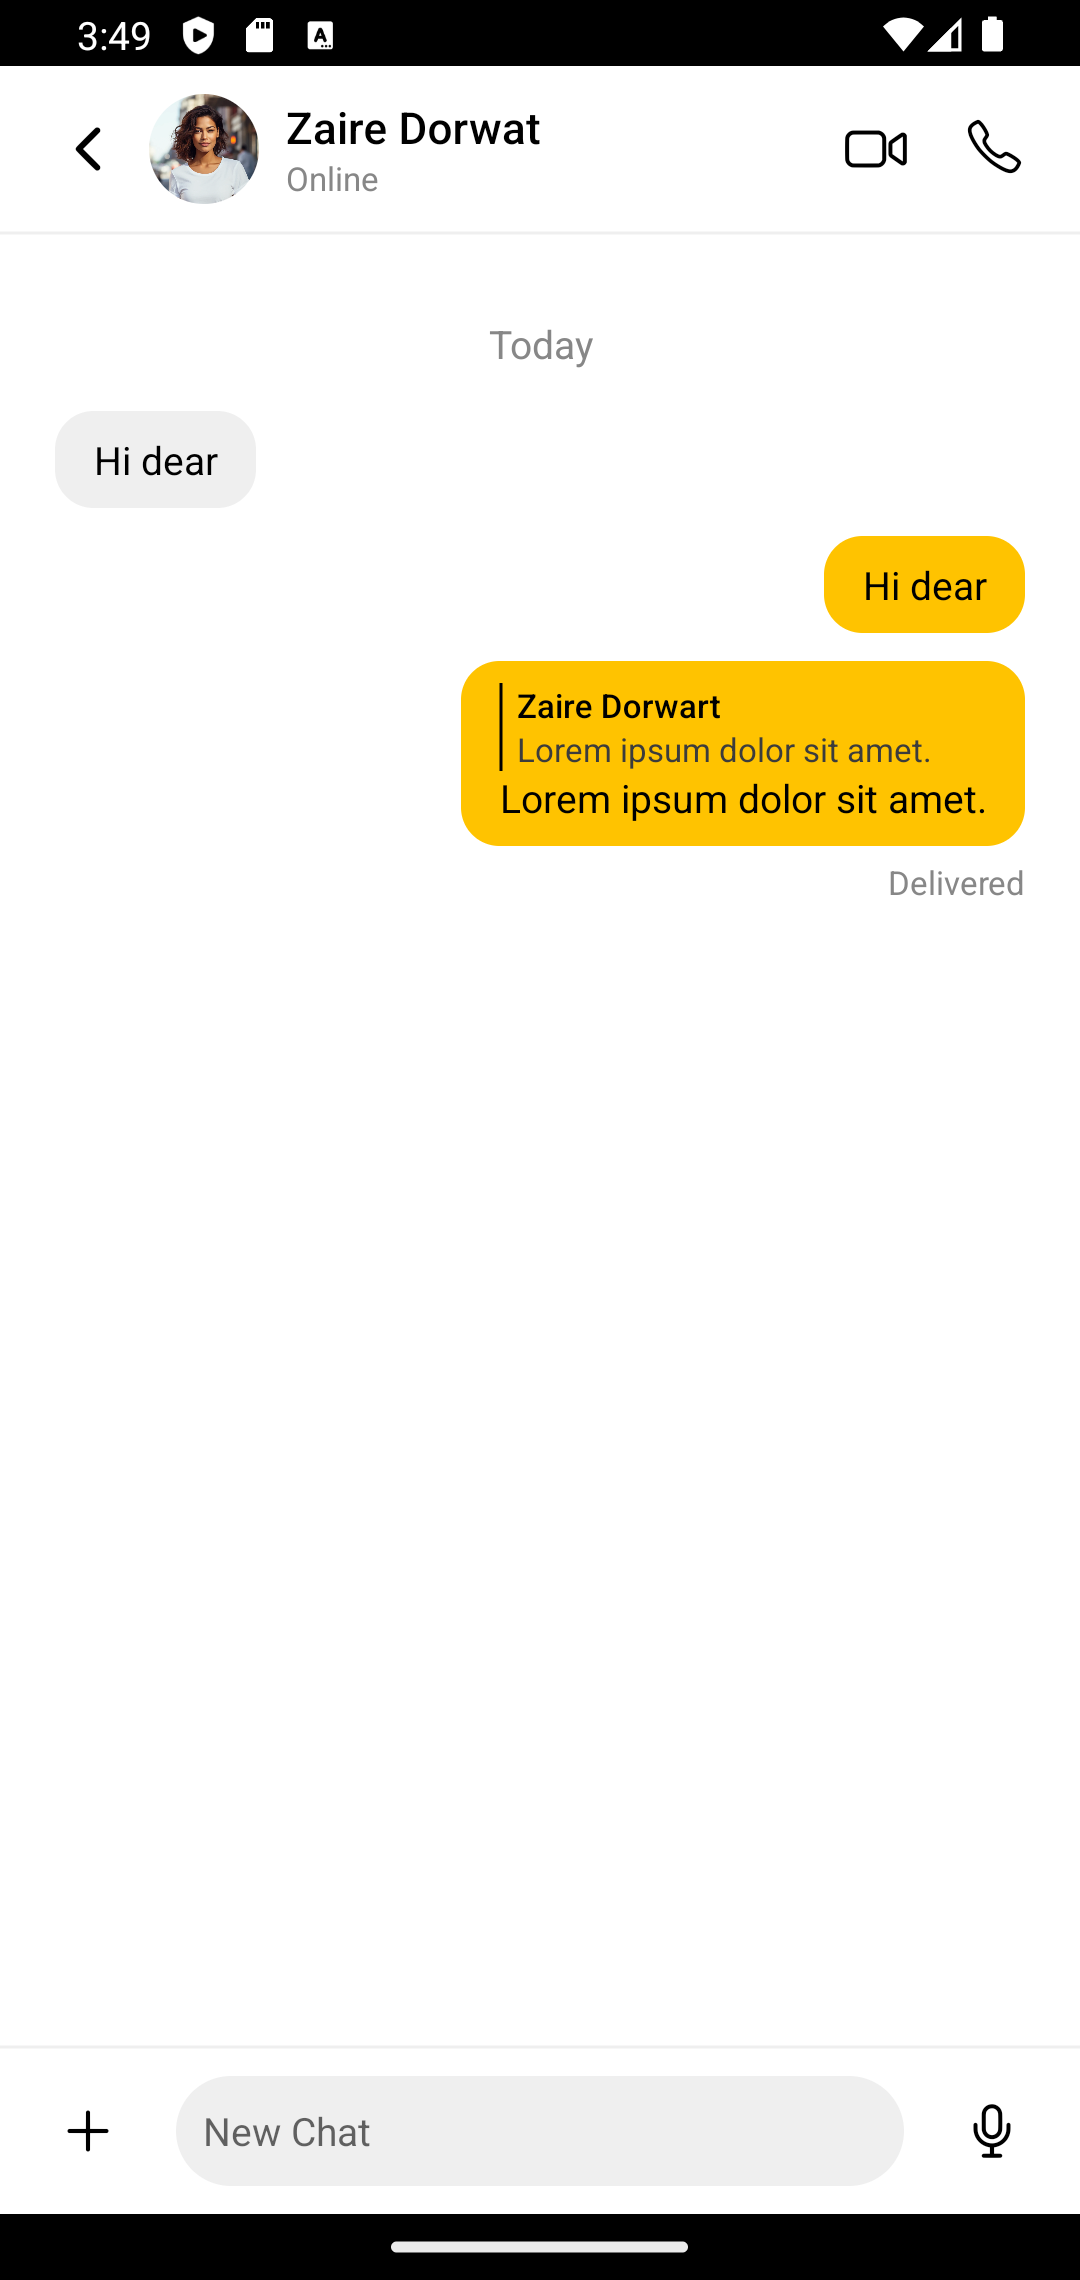 3:49
Zaire Dorwat
Online
Today
Hi dear
Hi dear
Zaire Dorwart
Lorem ipsum dolor sit amet.
Lorem ipsum dolor sit amet.
Delivered
New Chat